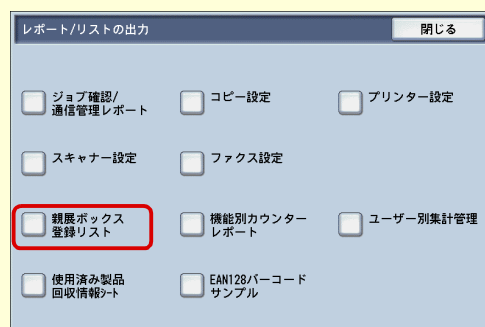 レポート/リストの出力
閉じる
ジョブ確認/
通信管理レポート
コピー設定
プリンター設定
スキャナー設定
ファクス設定
親展ボックス
登録リスト
機能別カウンター
レポート
ユーザー別集計管理
使用済み製品
回収情報シート
EAN128バーコード
サンプル